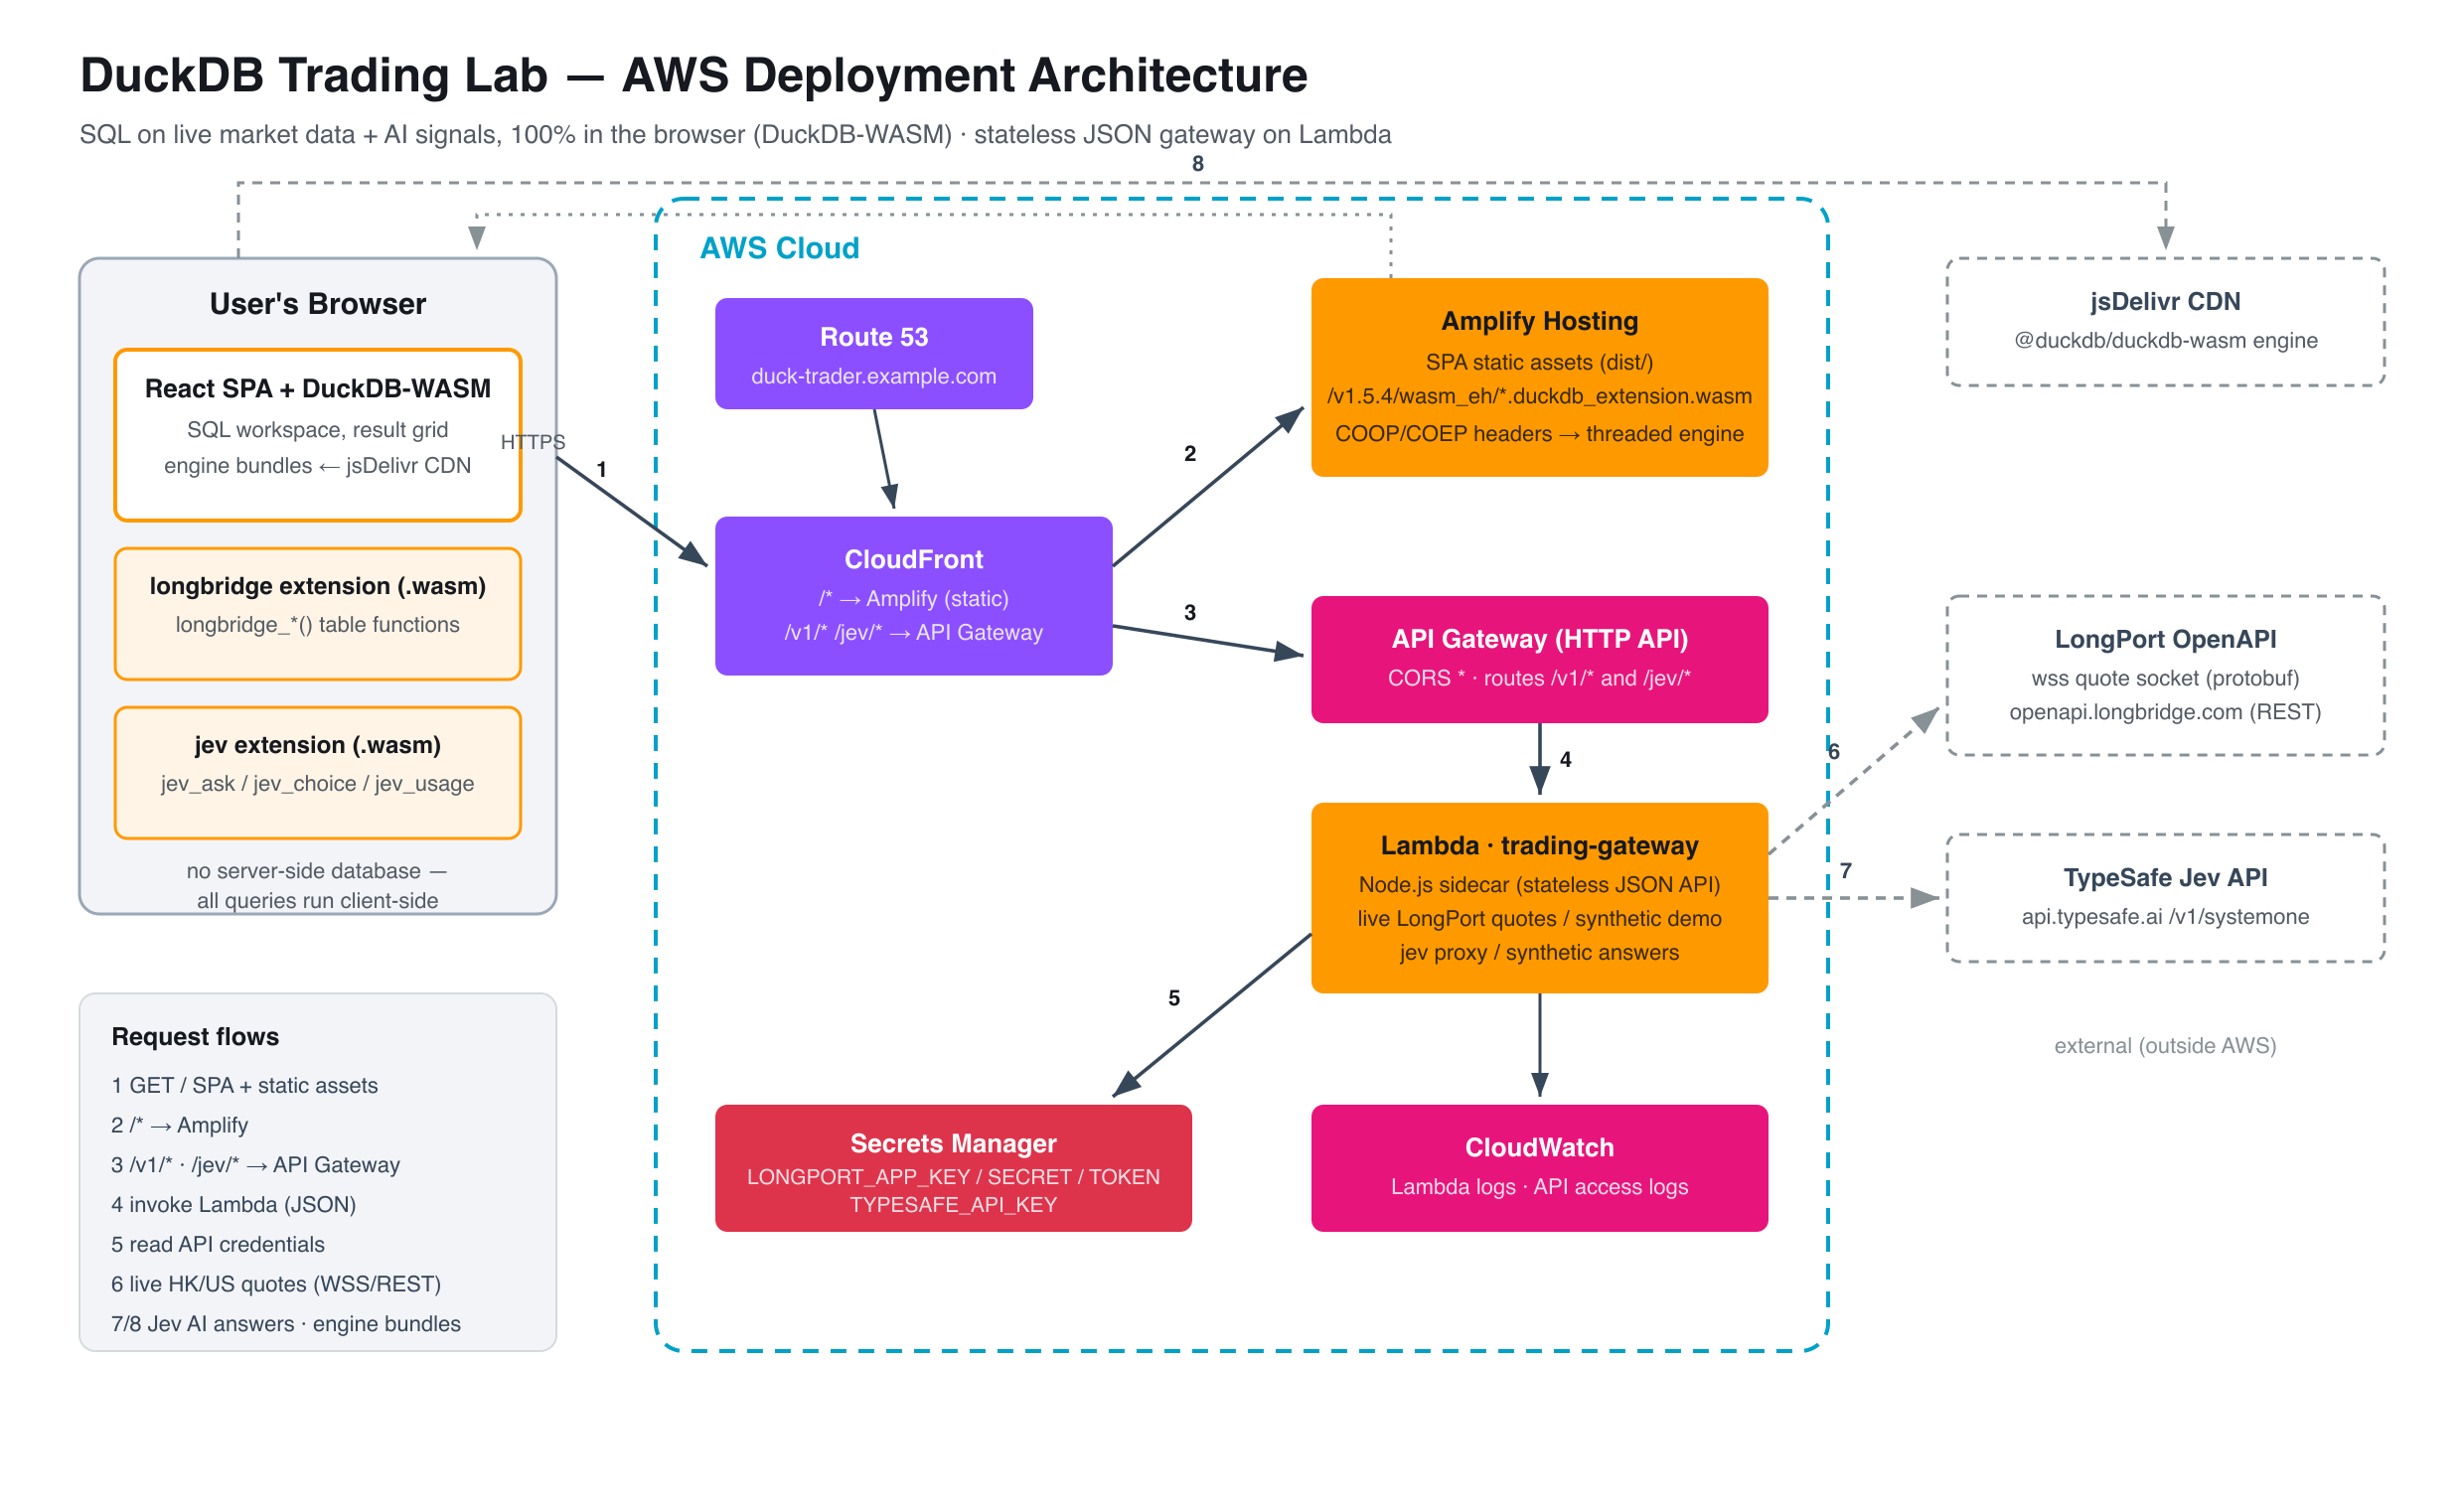 DuckDB Trading Lab — AWS Deployment Architecture
SQL on live market data + AI signals, 100% in the browser (DuckDB-WASM) · stateless JSON gateway on Lambda
8
User's Browser
React SPA + DuckDB-WASM
SQL workspace, result grid
engine bundles ← jsDelivr CDN
longbridge extension (.wasm)
longbridge_*() table functions
jev extension (.wasm)
jev_ask / jev_choice / jev_usage
no server-side database —
all queries run client-side
HTTPS
1
AWS Cloud
Route 53
duck-trader.example.com
CloudFront
/* → Amplify (static)
/v1/* /jev/* → API Gateway
2
3
Amplify Hosting
SPA static assets (dist/)
/v1.5.4/wasm_eh/*.duckdb_extension.wasm
COOP/COEP headers → threaded engine
API Gateway (HTTP API)
CORS * · routes /v1/* and /jev/*
4
Lambda · trading-gateway
Node.js sidecar (stateless JSON API)
live LongPort quotes / synthetic demo
jev proxy / synthetic answers
5
Secrets Manager
LONGPORT_APP_KEY / SECRET / TOKEN
TYPESAFE_API_KEY
CloudWatch
Lambda logs · API access logs
6
7
jsDelivr CDN
@duckdb/duckdb-wasm engine
LongPort OpenAPI
wss quote socket (protobuf)
openapi.longbridge.com (REST)
TypeSafe Jev API
api.typesafe.ai /v1/systemone
external (outside AWS)
Request flows
1 GET / SPA + static assets
2 /* → Amplify
3 /v1/* · /jev/* → API Gateway
4 invoke Lambda (JSON)
5 read API credentials
6 live HK/US quotes (WSS/REST)
7/8 Jev AI answers · engine bundles